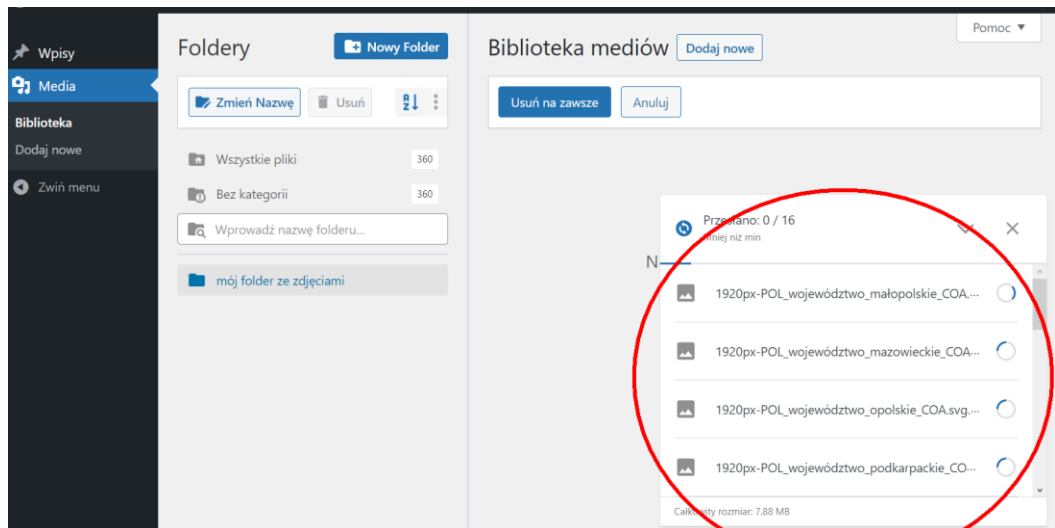 Wpisy
Media
Biblioteka
Dodaj nowe
Zwiń menu
Foldery
Nowy Folder
Zmień Nazwę
Usuń
Wszystkie pliki 360
Bez kategorii 360
Wprowadź nazwę folderu...
mój folder ze zdjęciami
Pomoc ▼
Biblioteka mediów Dodaj nowe
Usuń na zawsze Anuluj
N
Przesłano: 0 / 16
Mniej niż min
1920px-POL_województwo_małopolskie_COA....
1920px-POL_województwo_mazowieckie_COA...
1920px-POL_województwo_opolskie_COA.svg....
1920px-POL_województwo_podkarpackie_CO...
Całkowity rozmiar: 7.88 MB